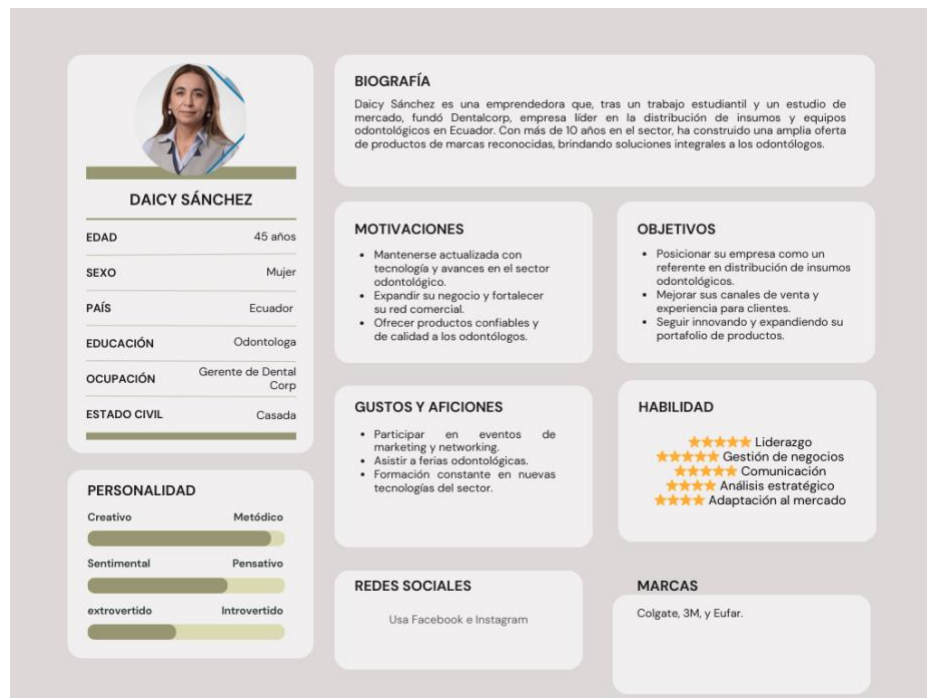 DAICY SÁNCHEZ
EDAD 45 años
SEXO Mujer
PAÍS Ecuador
EDUCACIÓN Odontologa
OCUPACIÓN Gerente de Dental
Corp
ESTADO CIVIL Casada
PERSONALIDAD
Creativo Metódico
Sentimental Pensativo
extrovertido Introvertido
BIOGRAFÍA
Daicy Sánchez es una emprendedora que, tras un trabajo estudiantil y un estudio de
mercado, fundó Dentalcorp, empresa líder en la distribución de insumos y equipos
odontológicos en Ecuador. Con más de 10 años en el sector, ha construido una amplia oferta
de productos de marcas reconocidas, brindando soluciones integrales a los odontólogos.
MOTIVACIONES
• Mantenerse actualizada con
tecnología y avances en el sector
odontológico.
• Expandir su negocio y fortalecer
su red comercial.
• Ofrecer productos confiables y
de calidad a los odontólogos.
OBJETIVOS
• Posicionar su empresa como un
referente en distribución de insumos
odontológicos.
• Mejorar sus canales de venta y
experiencia para clientes.
• Seguir innovando y expandiendo su
portafolio de productos.
GUSTOS Y AFICIONES
• Participar en eventos de
marketing y networking.
• Asistir a ferias odontológicas.
• Formación constante en nuevas
tecnologías del sector.
HABILIDAD
⭐⭐⭐⭐⭐ Liderazgo
⭐⭐⭐⭐⭐ Gestión de negocios
⭐⭐⭐⭐⭐ Comunicación
⭐⭐⭐⭐ Análisis estratégico
⭐⭐⭐⭐ Adaptación al mercado
REDES SOCIALES
Usa Facebook e Instagram
MARCAS
Colgate, 3M, y Eufar.